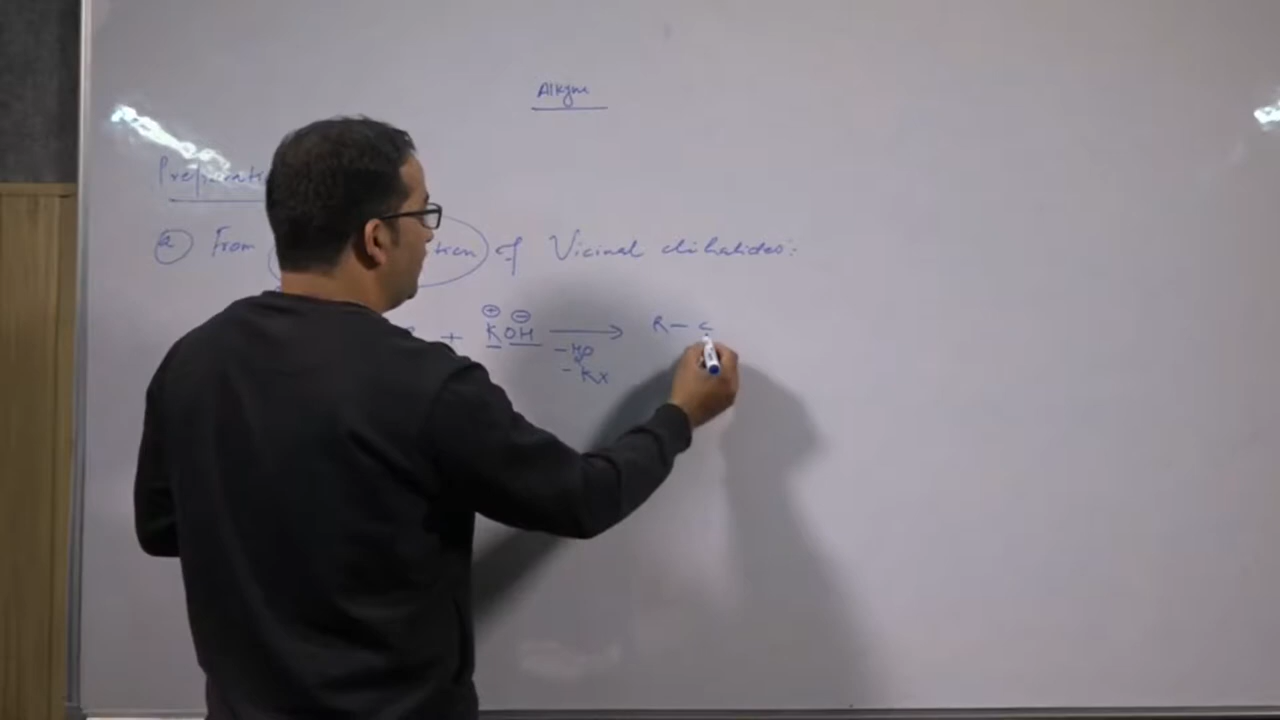 Alkyne
Preparati
a From tion of Vicinal dihalides:-
+ KOH → R - C
⊕ ⊖
- H2O
- KX